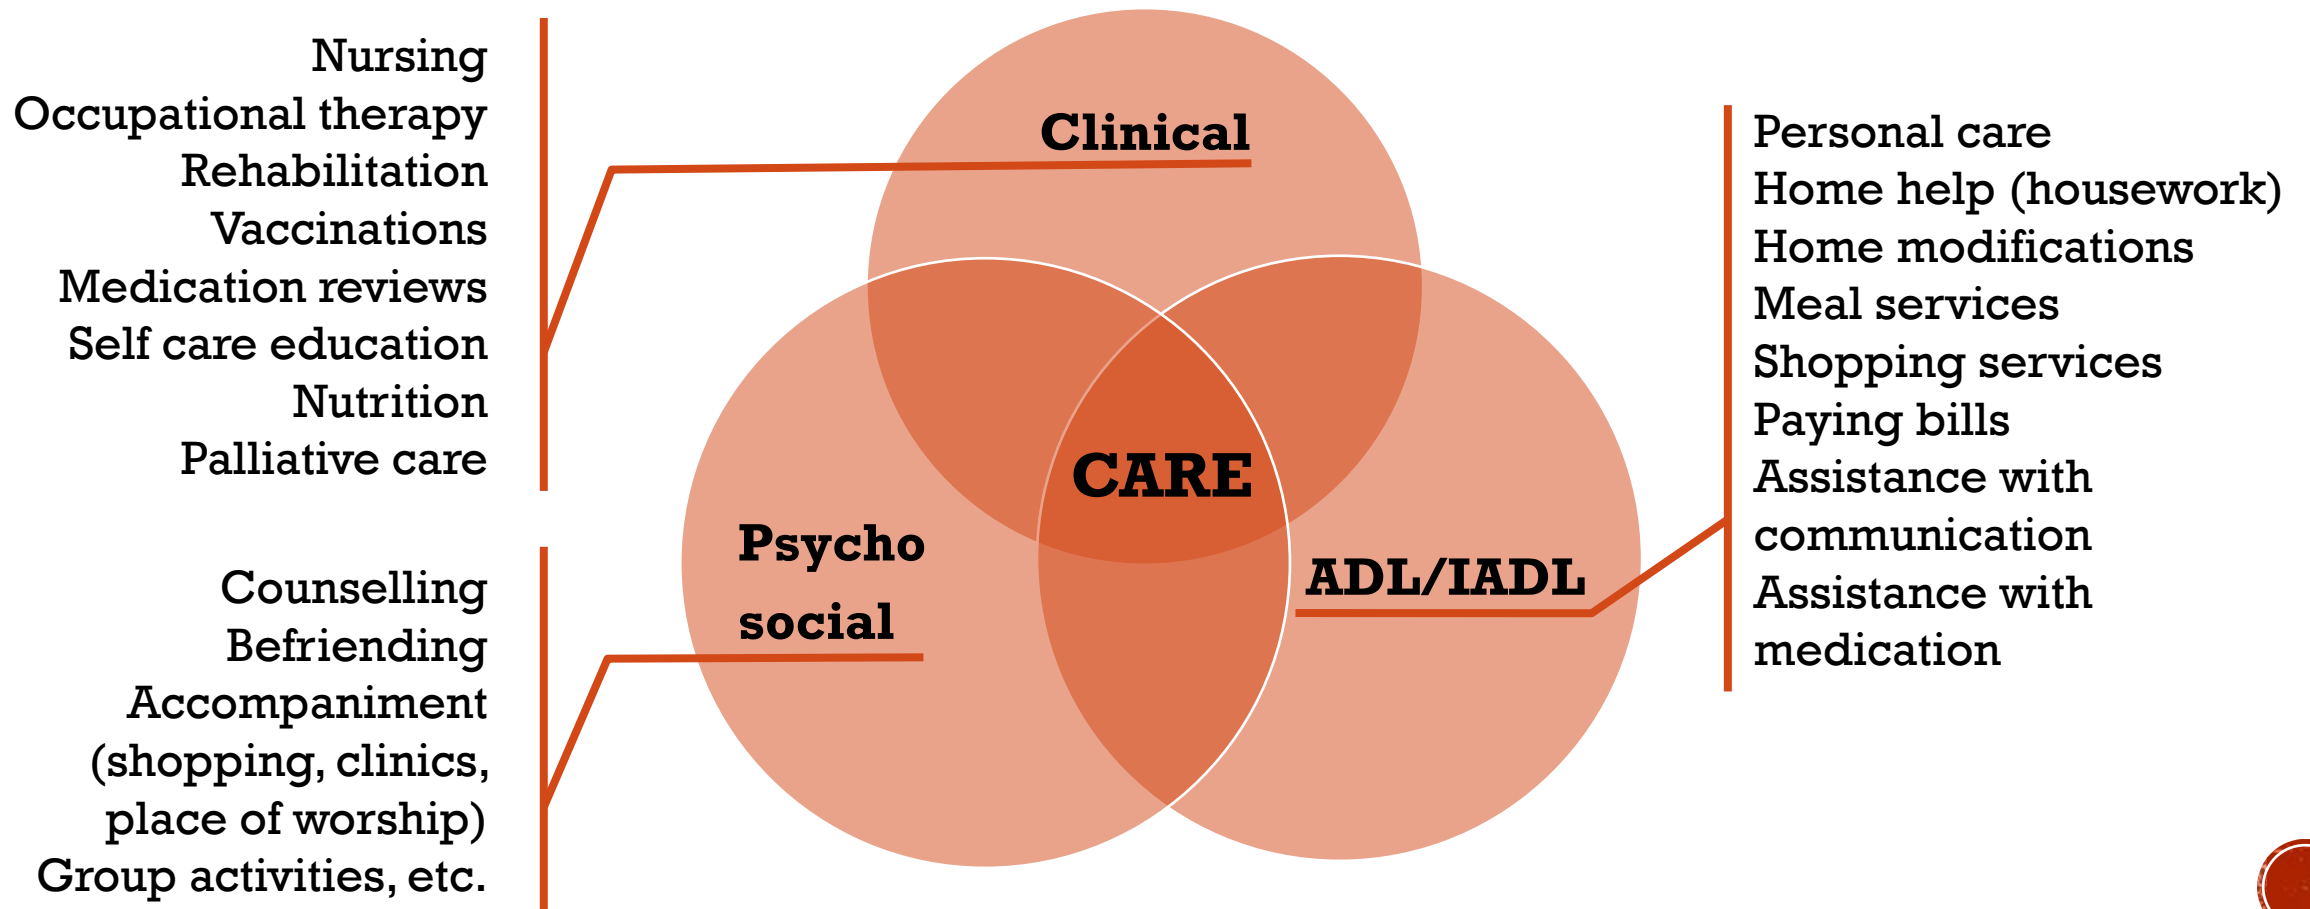 Nursing
Occupational therapy
Rehabilitation
Vaccinations
Medication reviews
Self care education
Nutrition
Palliative care
Counselling
Befriending
Accompaniment
(shopping, clinics,
place of worship)
Group activities, etc.
Clinical
CARE
Psycho
social
ADL/IADL
Personal care
Home help (housework)
Home modifications
Meal services
Shopping services
Paying bills
Assistance with
communication
Assistance with
medication